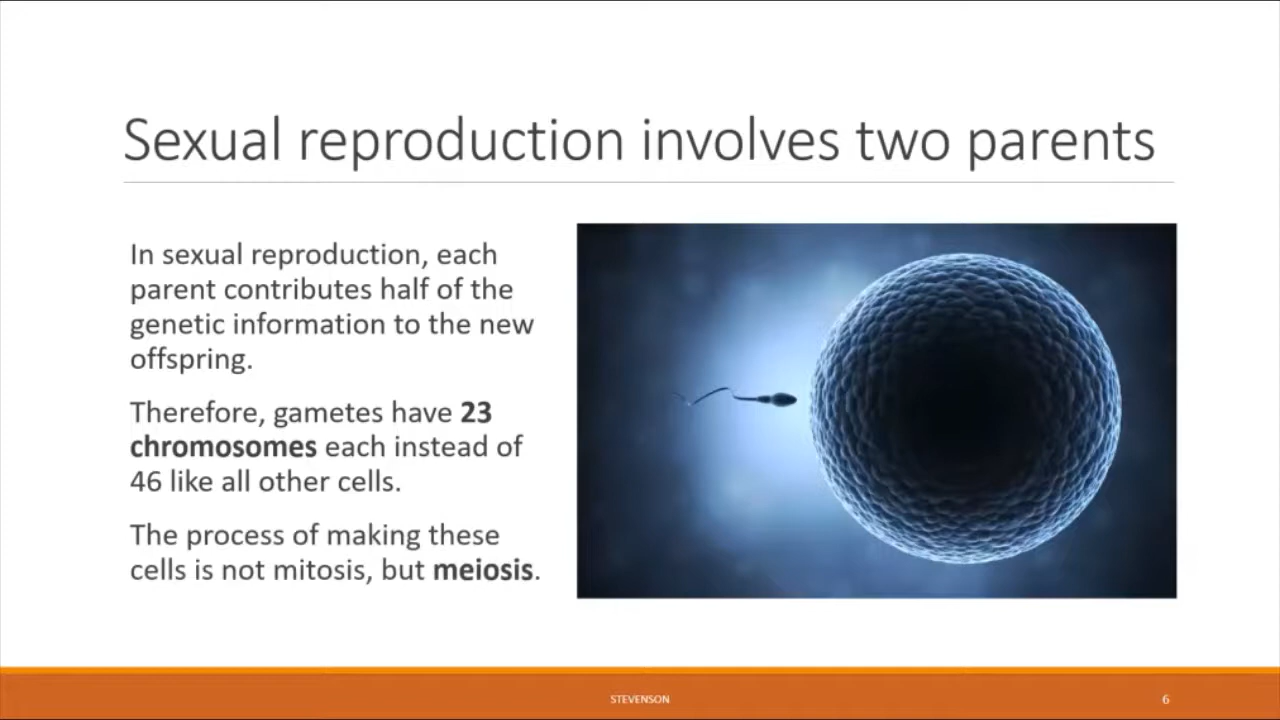 Sexual reproduction involves two parents
In sexual reproduction, each
parent contributes half of the
genetic information to the new
offspring.
Therefore, gametes have 23
chromosomes each instead of
46 like all other cells.
The process of making these
cells is not mitosis, but meiosis.
STEVENSON
6